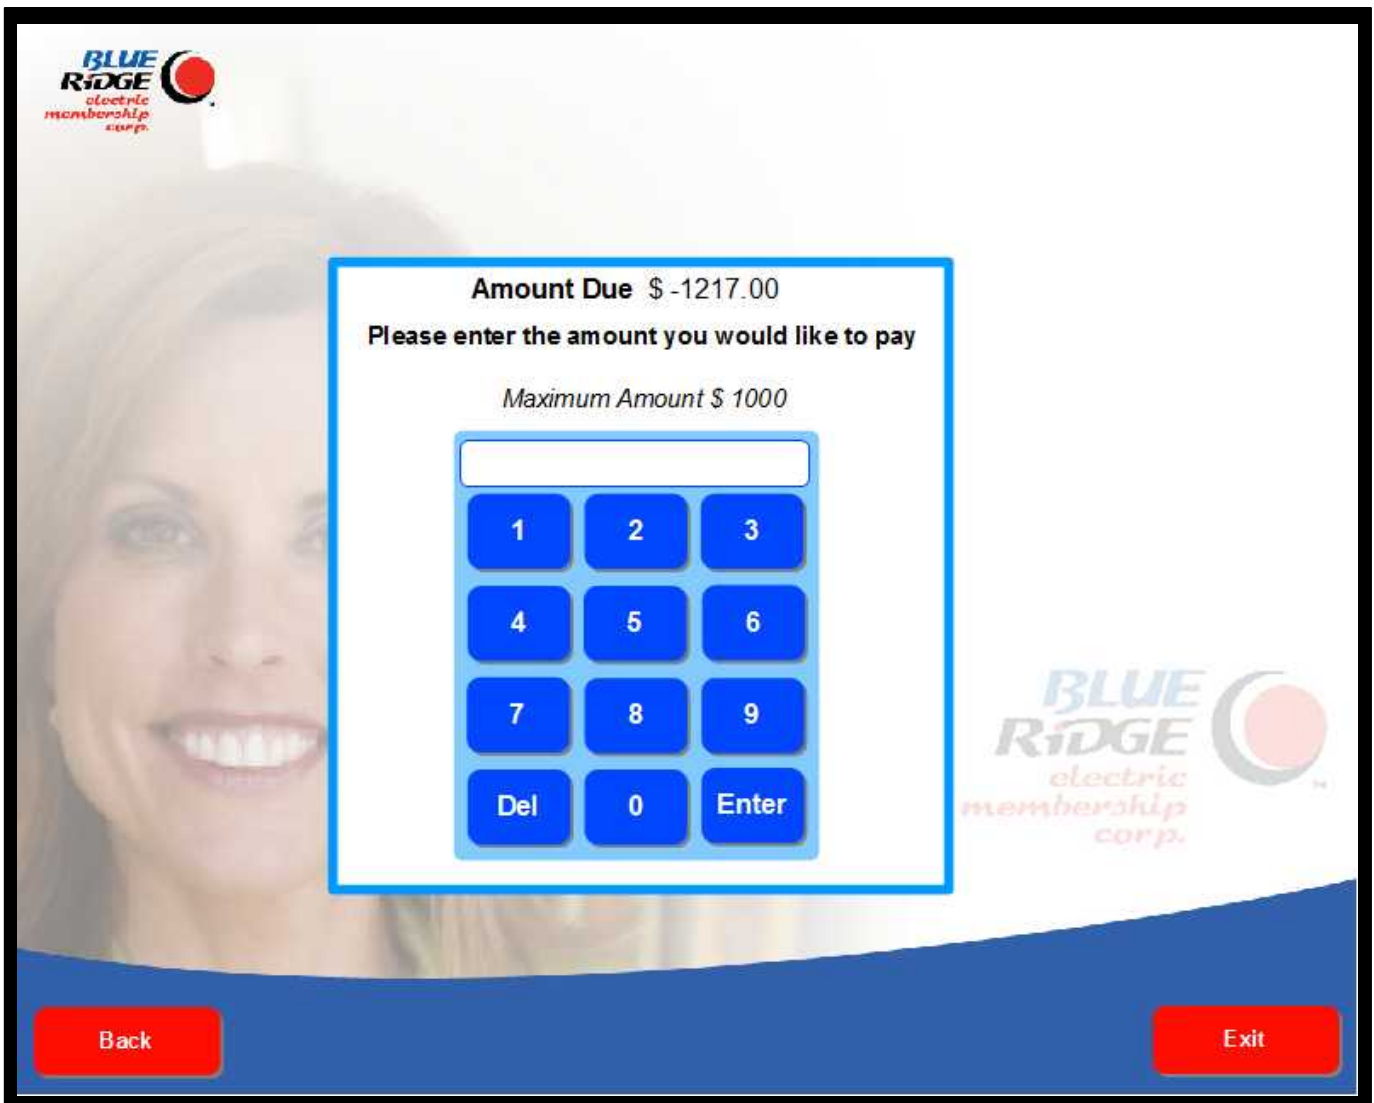 BLUE
RiDGE
electric
membership
corp.
Amount Due $ -1217.00
Please enter the amount you would like to pay
Maximum Amount $ 1000
1 2 3
4 5 6
7 8 9
Del 0 Enter
BLUE
RiDGE
electric
membership
corp.
Back Exit